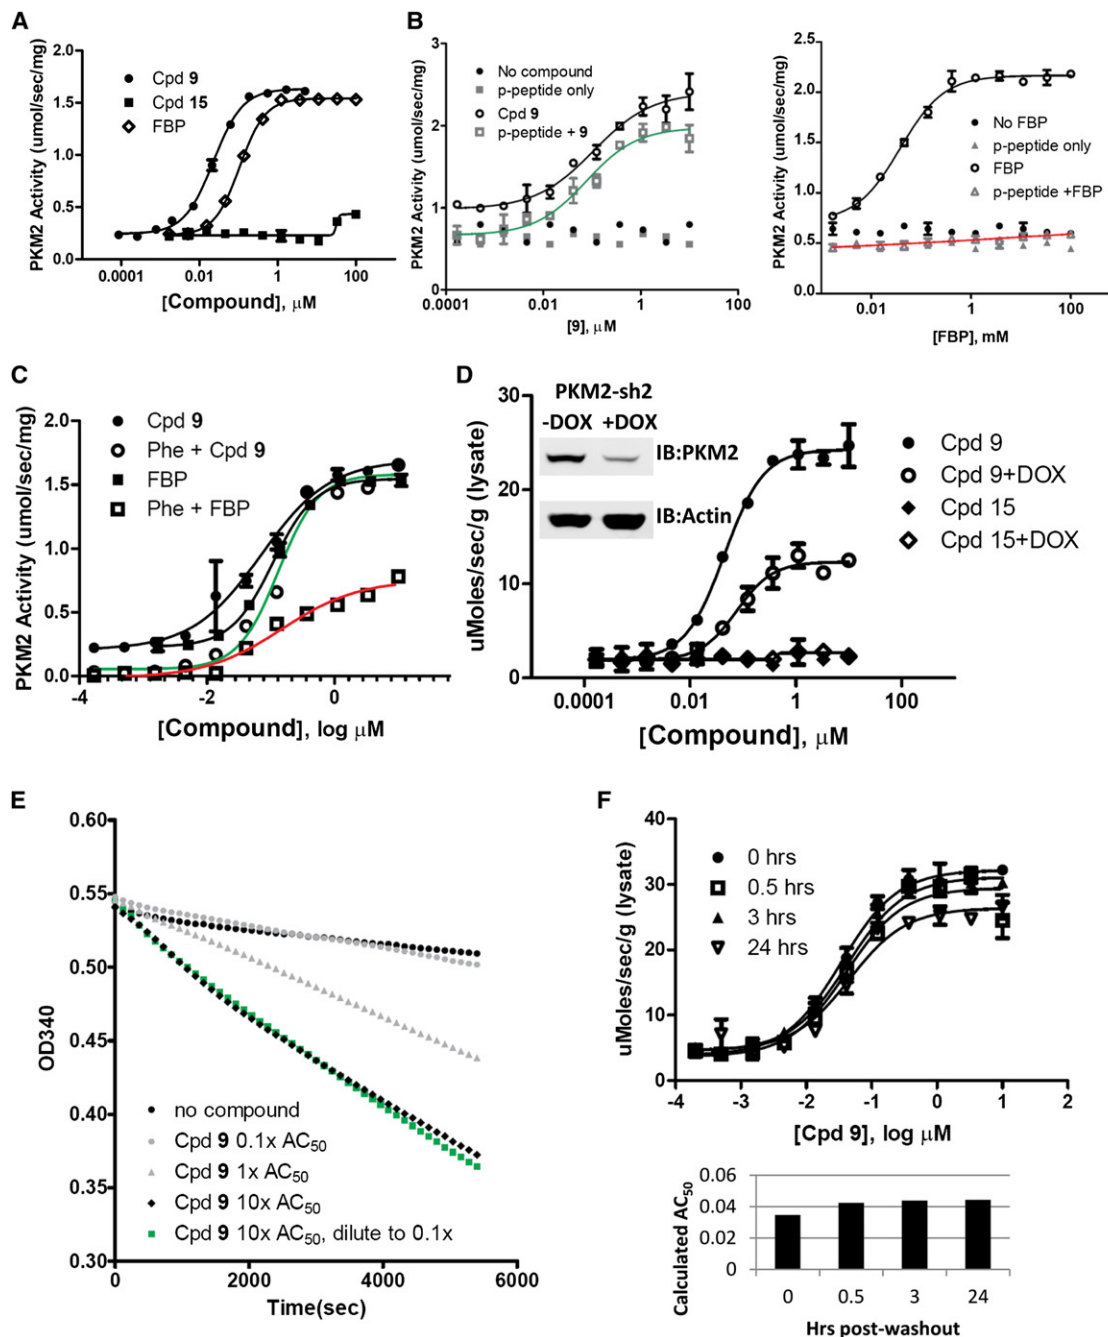 A
PKM2 Activity (umol/sec/mg)
2.0
1.5
1.0
0.5
0.0
Cpd 9
Cpd 15
FBP
0.0001
0.01
1
100
[Compound], μM
B
PKM2 Activity (umol/sec/mg)
3
2
1
0
No compound
p-peptide only
Cpd 9
p-peptide + 9
0.0001
0.01
1
100
[9], μM
PKM2 Activity (umol/sec/mg)
2.5
2.0
1.5
1.0
0.5
0.0
No FBP
p-peptide only
FBP
p-peptide +FBP
0.01
1
100
[FBP], mM
C
PKM2 Activity (umol/sec/mg)
2.0
1.5
1.0
0.5
0.0
Cpd 9
Phe + Cpd 9
FBP
Phe + FBP
-4
-2
0
[Compound], log μM
D
uMoles/sec/g (lysate)
30
20
10
0
PKM2-sh2
-DOX +DOX
IB:PKM2
IB:Actin
Cpd 9
Cpd 9+DOX
Cpd 15
Cpd 15+DOX
0.0001
0.01
1
100
[Compound], μM
E
OD340
0.60
0.55
0.50
0.45
0.40
0.35
0.30
no compound
Cpd 9 0.1x AC50
Cpd 9 1x AC50
Cpd 9 10x AC50
Cpd 9 10x AC50, dilute to 0.1x
0
2000
4000
6000
Time(sec)
F
uMoles/sec/g (lysate)
40
30
20
10
0
0 hrs
0.5 hrs
3 hrs
24 hrs
-4
-3
-2
-1
0
1
2
[Cpd 9], log μM
Calculated AC50
0.06
0.04
0.02
0
0
0.5
3
24
Hrs post-washout